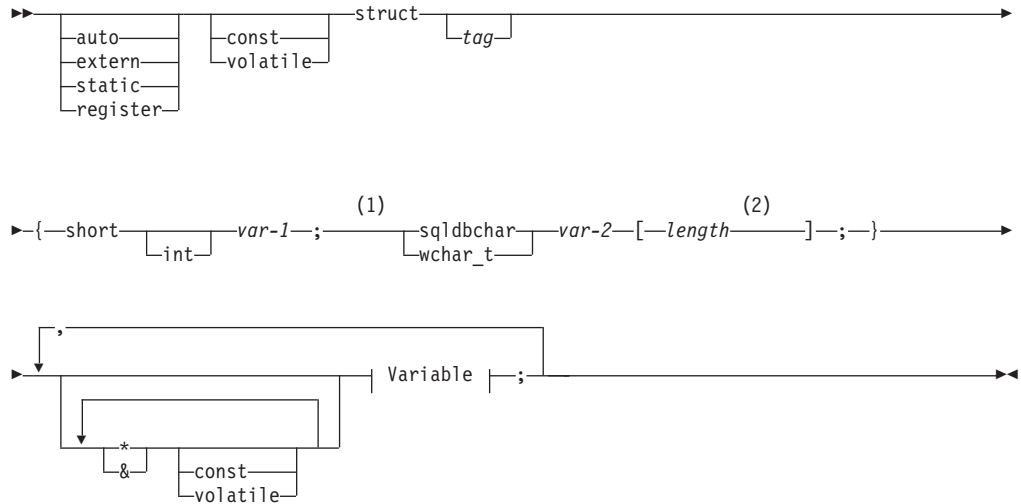 struct
auto const tag
extern volatile
static
register
(1) (2)
{ short var-1 ; sqldbchar var-2 [ length ] ; }
int wchar_t
,
Variable ;
*
& const
volatile